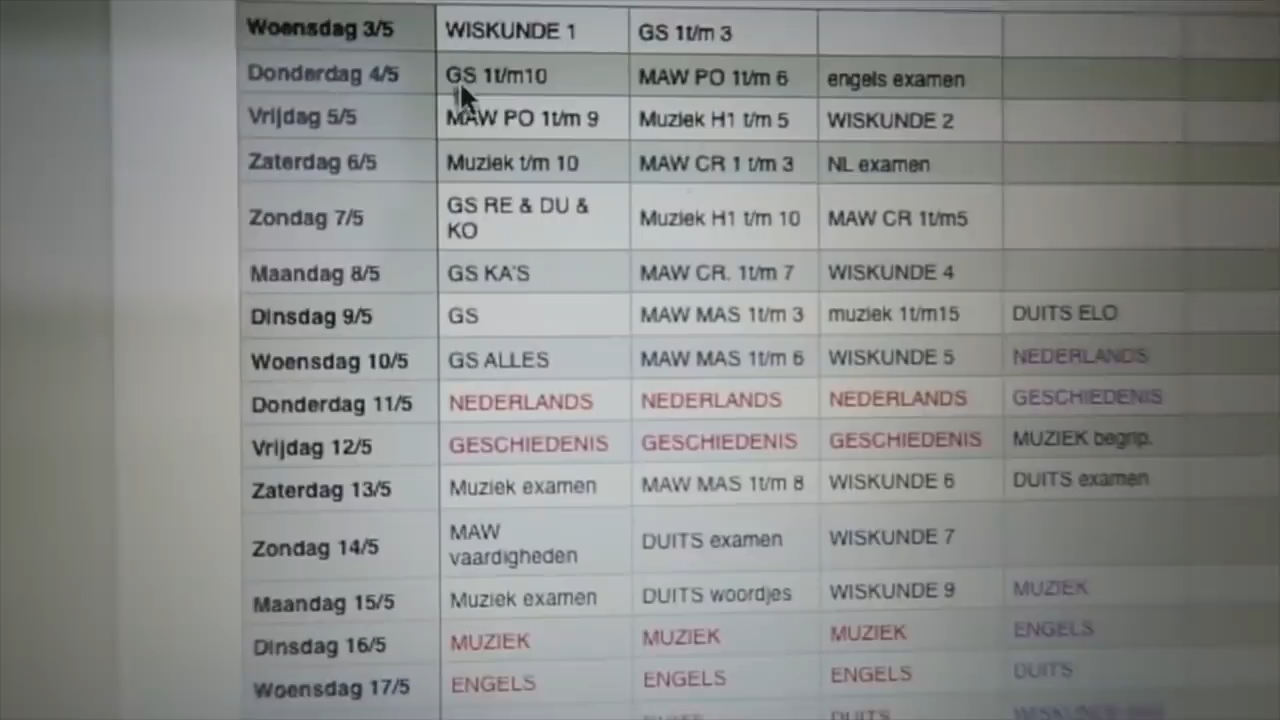 Woensdag 3/5 WISKUNDE 1 GS 1t/m 3
Donderdag 4/5 GS 1t/m10 MAW PO 1t/m 6 engels examen
Vrijdag 5/5 MAW PO 1t/m 9 Muziek H1 t/m 5 WISKUNDE 2
Zaterdag 6/5 Muziek t/m 10 MAW CR 1 t/m 3 NL examen
Zondag 7/5 GS RE & DU & KO Muziek H1 t/m 10 MAW CR 1t/m5
Maandag 8/5 GS KA'S MAW CR. 1t/m 7 WISKUNDE 4
Dinsdag 9/5 GS MAW MAS 1t/m 3 muziek 1t/m15 DUITS ELO
Woensdag 10/5 GS ALLES MAW MAS 1t/m 6 WISKUNDE 5 NEDERLANDS
Donderdag 11/5 NEDERLANDS NEDERLANDS NEDERLANDS GESCHIEDENIS
Vrijdag 12/5 GESCHIEDENIS GESCHIEDENIS GESCHIEDENIS MUZIEK begrip.
Zaterdag 13/5 Muziek examen MAW MAS 1t/m 8 WISKUNDE 6 DUITS examen
Zondag 14/5 MAW vaardigheden DUITS examen WISKUNDE 7
Maandag 15/5 Muziek examen DUITS woordjes WISKUNDE 9 MUZIEK
Dinsdag 16/5 MUZIEK MUZIEK MUZIEK ENGELS
Woensdag 17/5 ENGELS ENGELS ENGELS DUITS